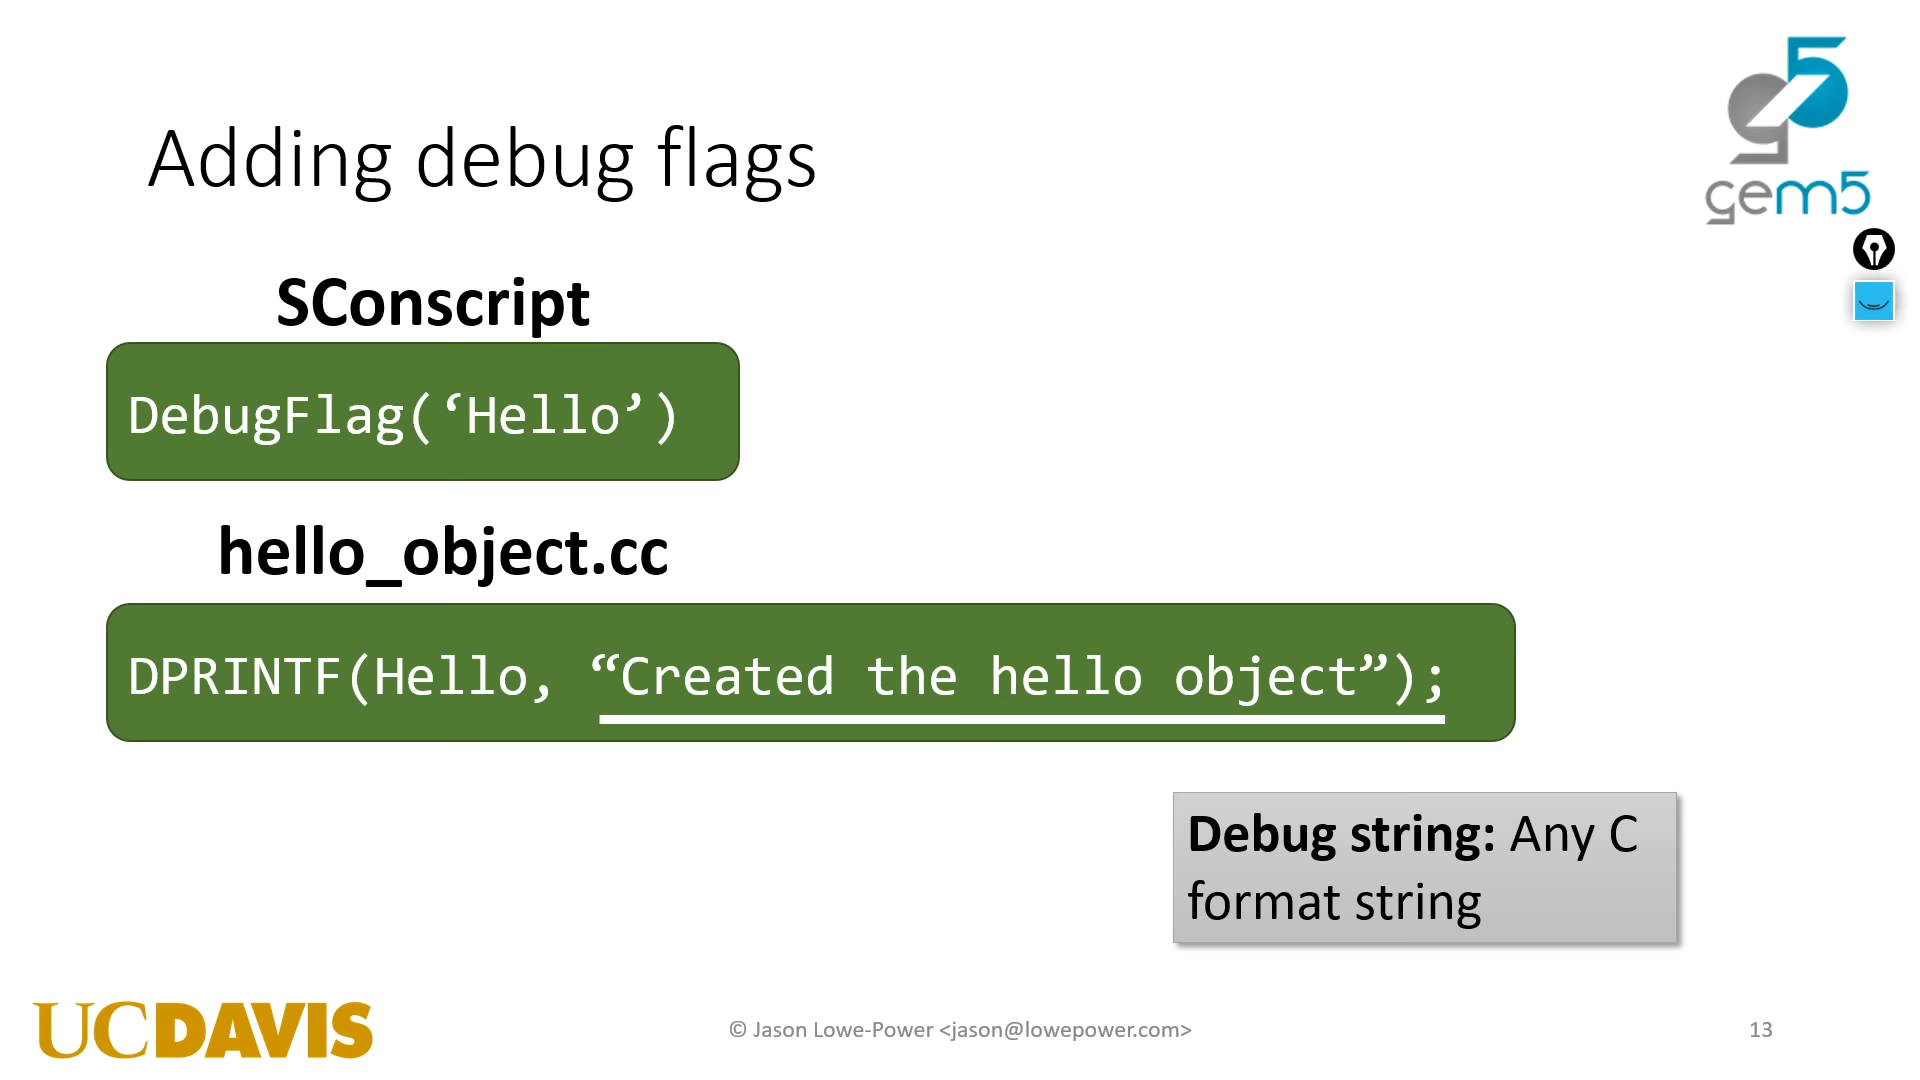 Adding debug flags
gem5
SConscript
DebugFlag(‘Hello’)
hello_object.cc
DPRINTF(Hello, “Created the hello object”);
Debug string: Any C
format string
UCDAVIS
© Jason Lowe-Power <jason@lowepower.com>
13